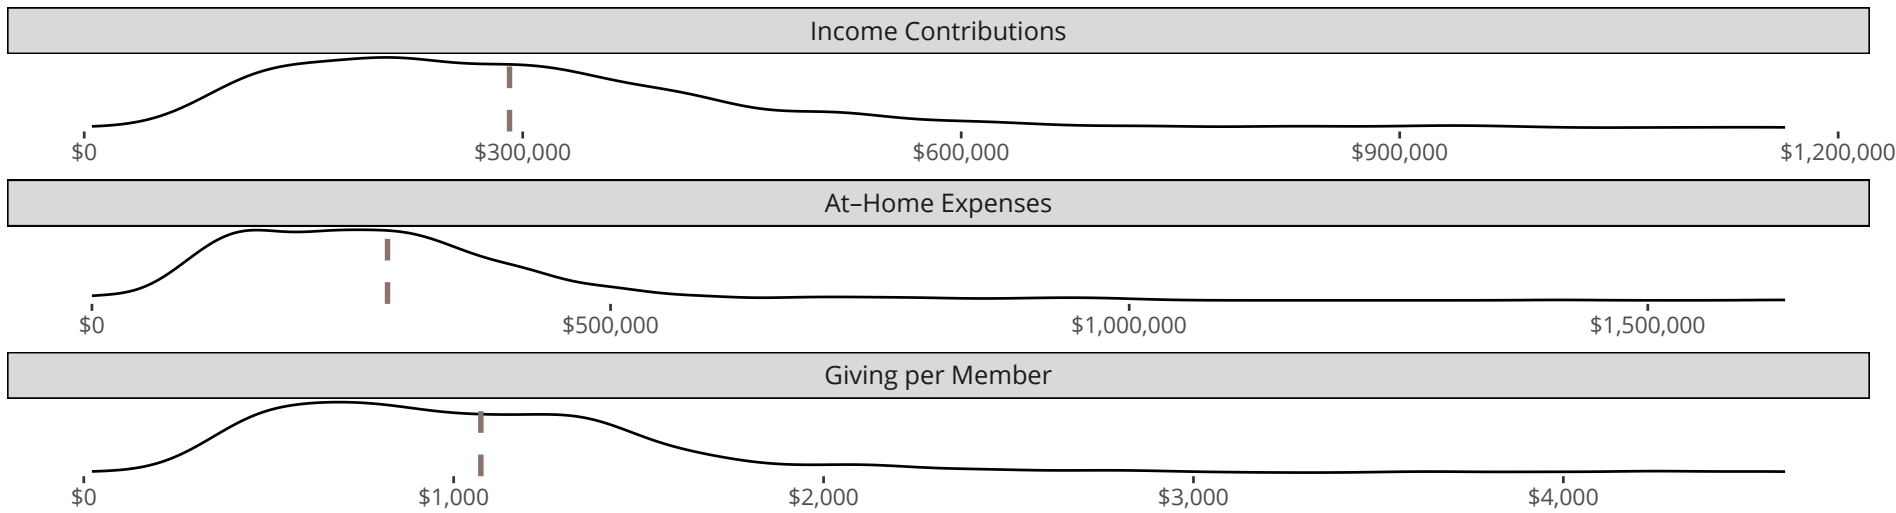 Income Contributions
$0 $300,000 $600,000 $900,000 $1,200,000
At–Home Expenses
$0 $500,000 $1,000,000 $1,500,000
Giving per Member
$0 $1,000 $2,000 $3,000 $4,000